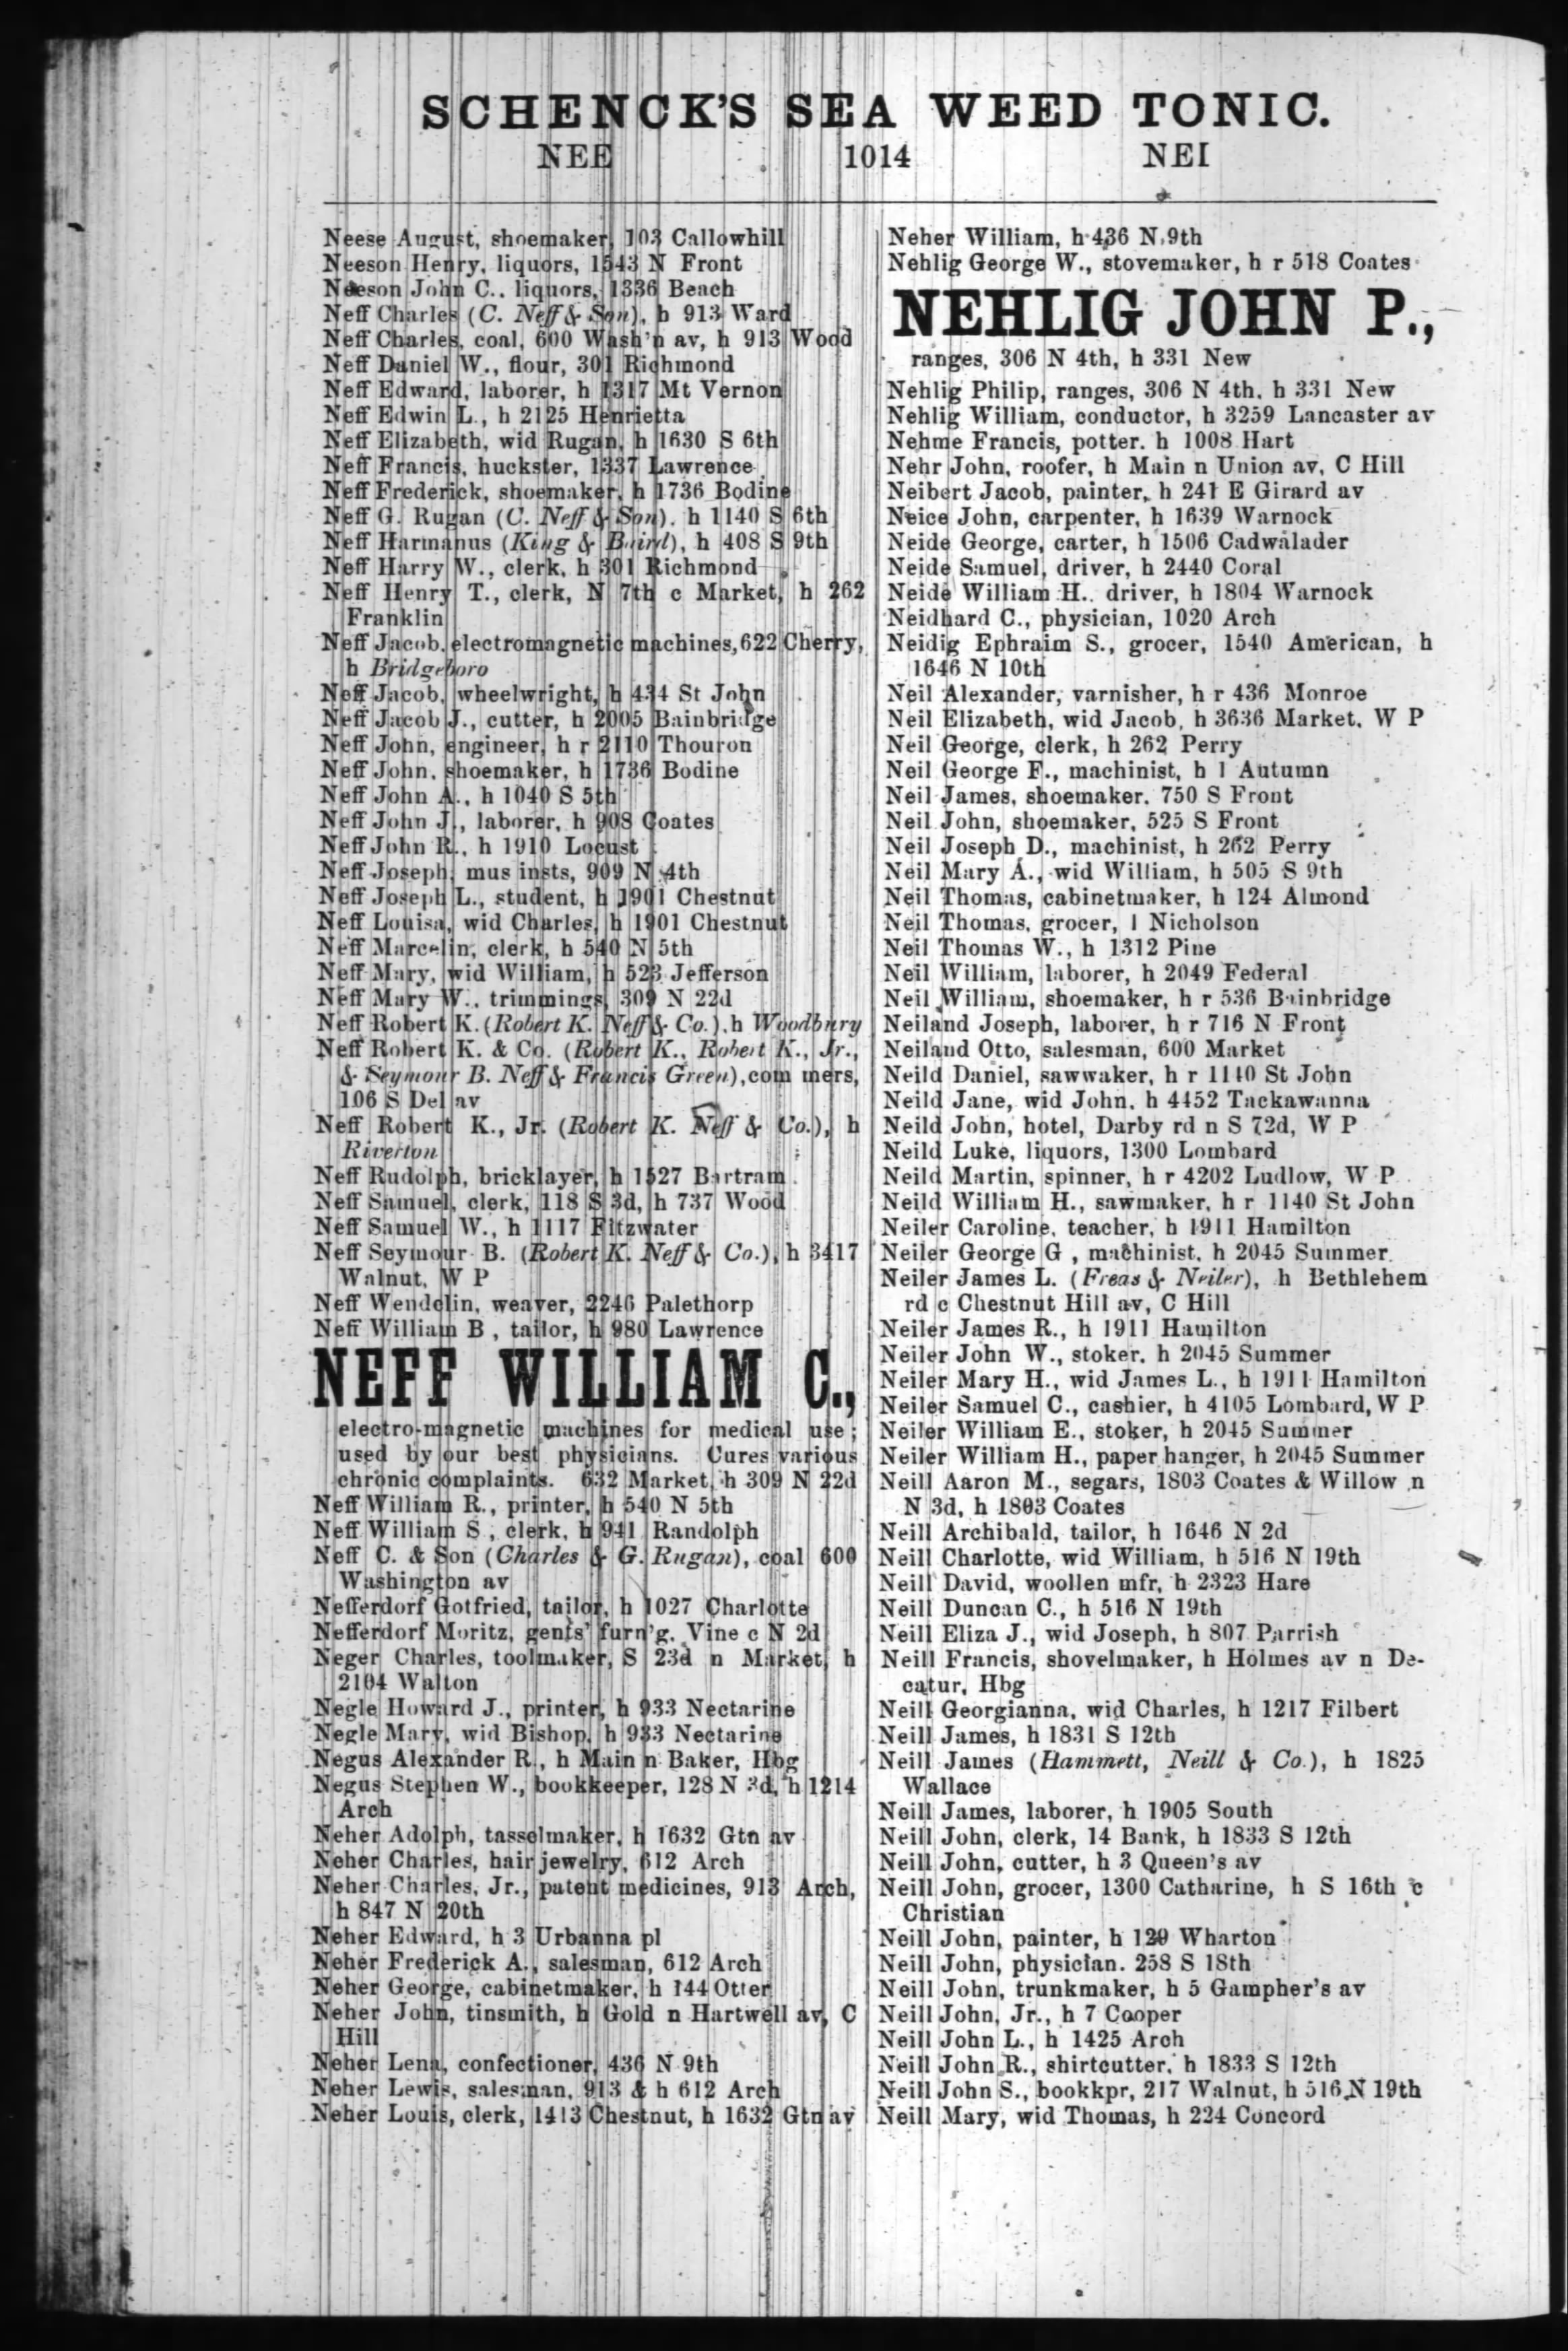 SCHENCK'S SEA WEED TONIC.
NEE 1014 NEI
Neese August, shoemaker, 103 Callowhill
Neeson Henry, liquors, 1543 N Front
Neeson John C., liquors, 1336 Beach
Neff Charles (C. Neff & Son), h 913 Ward
Neff Charles, coal, 600 Wash'n av, h 913 Wood
Neff Daniel W., flour, 301 Richmond
Neff Edward, laborer, h 1317 Mt Vernon
Neff Edwin L., h 2125 Henrietta
Neff Elizabeth, wid Rugan, h 1630 S 6th
Neff Francis, huckster, 1337 Lawrence
Neff Frederick, shoemaker, h 1736 Bodine
Neff G. Rugan (C. Neff & Son), h 1140 S 6th
Neff Harmanus (King & Baird), h 408 S 9th
Neff Harry W., clerk, h 301 Richmond
Neff Henry T., clerk, N 7th c Market, h 262
Franklin
Neff Jacob, electromagnetic machines, 622 Cherry,
h Bridgeboro
Neff Jacob, wheelwright, h 434 St John
Neff Jacob J., cutter, h 2005 Bainbridge
Neff John, engineer, h r 2110 Thouron
Neff John, shoemaker, h 1736 Bodine
Neff John A., h 1040 S 5th
Neff John J., laborer, h 908 Coates
Neff John R., h 1910 Locust
Neff Joseph, mus insts, 909 N 4th
Neff Joseph L., student, h 1901 Chestnut
Neff Louisa, wid Charles, h 1901 Chestnut
Neff Marcelin, clerk, h 540 N 5th
Neff Mary, wid William, h 523 Jefferson
Neff Mary W., trimmings, 309 N 22d
Neff Robert K. (Robert K. Neff & Co.), h Woodbury
Neff Robert K. & Co. (Robert K., Robert K., Jr.,
& Seymour B. Neff & Francis Green), com mers,
106 S Del av
Neff Robert K., Jr. (Robert K. Neff & Co.), h
Riverton
Neff Rudolph, bricklayer, h 1527 Bartram
Neff Samuel, clerk, 118 S 3d, h 737 Wood
Neff Samuel W., h 1117 Fitzwater
Neff Seymour B. (Robert K. Neff & Co.), h 3417
Walnut, W P
Neff Wendelin, weaver, 2246 Palethorp
Neff William B , tailor, h 980 Lawrence
NEFF WILLIAM C.,
electro-magnetic machines for medical use;
used by our best physicians. Cures various
chronic complaints. 632 Market, h 309 N 22d
Neff William R., printer, h 540 N 5th
Neff William S , clerk, h 941 Randolph
Neff C. & Son (Charles & G. Rugan), coal 600
Washington av
Nefferdorf Gotfried, tailor, h 1027 Charlotte
Nefferdorf Moritz, gents' furn'g, Vine c N 2d
Neger Charles, toolmaker, S 23d n Market, h
2104 Walton
Negle Howard J., printer, h 933 Nectarine
Negle Mary, wid Bishop, h 933 Nectarine
Negus Alexander R., h Main n Baker, Hbg
Negus Stephen W., bookkeeper, 128 N 3d, h 1214
Arch
Neher Adolph, tasselmaker, h 1632 Gtn av
Neher Charles, hair jewelry, 612 Arch
Neher Charles, Jr., patent medicines, 913 Arch,
h 847 N 20th
Neher Edward, h 3 Urbanna pl
Neher Frederick A., salesman, 612 Arch
Neher George, cabinetmaker, h 144 Otter
Neher John, tinsmith, h Gold n Hartwell av, C
Hill
Neher Lena, confectioner, 436 N 9th
Neher Lewis, salesman, 913 & h 612 Arch
Neher Louis, clerk, 1413 Chestnut, h 1632 Gtn av
Neher William, h 436 N 9th
Nehlig George W., stovemaker, h r 518 Coates
NEHLIG JOHN P.,
ranges, 306 N 4th, h 331 New
Nehlig Philip, ranges, 306 N 4th, h 331 New
Nehlig William, conductor, h 3259 Lancaster av
Nehme Francis, potter, h 1008 Hart
Nehr John, roofer, h Main n Union av, C Hill
Neibert Jacob, painter, h 241 E Girard av
Neice John, carpenter, h 1639 Warnock
Neide George, carter, h 1506 Cadwalader
Neide Samuel, driver, h 2440 Coral
Neide William H., driver, h 1804 Warnock
Neidhard C., physician, 1020 Arch
Neidig Ephraim S., grocer, 1540 American, h
1646 N 10th
Neil Alexander, varnisher, h r 436 Monroe
Neil Elizabeth, wid Jacob, h 3636 Market, W P
Neil George, clerk, h 262 Perry
Neil George F., machinist, h 1 Autumn
Neil James, shoemaker, 750 S Front
Neil John, shoemaker, 525 S Front
Neil Joseph D., machinist, h 262 Perry
Neil Mary A., wid William, h 505 S 9th
Neil Thomas, cabinetmaker, h 124 Almond
Neil Thomas, grocer, 1 Nicholson
Neil Thomas W., h 1312 Pine
Neil William, laborer, h 2049 Federal
Neil William, shoemaker, h r 536 Bainbridge
Neiland Joseph, laborer, h r 716 N Front
Neiland Otto, salesman, 600 Market
Neild Daniel, sawwaker, h r 1140 St John
Neild Jane, wid John, h 4452 Tackawanna
Neild John, hotel, Darby rd n S 72d, W P
Neild Luke, liquors, 1300 Lombard
Neild Martin, spinner, h r 4202 Ludlow, W P
Neild William H., sawmaker, h r 1140 St John
Neiler Caroline, teacher, h 1911 Hamilton
Neiler George G , machinist, h 2045 Summer
Neiler James L. (Freas & Neiler), h Bethlehem
rd c Chestnut Hill av, C Hill
Neiler James R., h 1911 Hamilton
Neiler John W., stoker, h 2045 Summer
Neiler Mary H., wid James L., h 1911 Hamilton
Neiler Samuel C., cashier, h 4105 Lombard, W P
Neiler William E., stoker, h 2045 Summer
Neiler William H., paper hanger, h 2045 Summer
Neill Aaron M., segars, 1803 Coates & Willow n
N 3d, h 1803 Coates
Neill Archibald, tailor, h 1646 N 2d
Neill Charlotte, wid William, h 516 N 19th
Neill David, woollen mfr, h 2323 Hare
Neill Duncan C., h 516 N 19th
Neill Eliza J., wid Joseph, h 807 Parrish
Neill Francis, shovelmaker, h Holmes av n De-
catur, Hbg
Neill Georgianna, wid Charles, h 1217 Filbert
Neill James, h 1831 S 12th
Neill James (Hammett, Neill & Co.), h 1825
Wallace
Neill James, laborer, h 1905 South
Neill John, clerk, 14 Bank, h 1833 S 12th
Neill John, cutter, h 3 Queen's av
Neill John, grocer, 1300 Catharine, h S 16th c
Christian
Neill John, painter, h 129 Wharton
Neill John, physician. 258 S 18th
Neill John, trunkmaker, h 5 Gampher's av
Neill John, Jr., h 7 Cooper
Neill John L., h 1425 Arch
Neill John R., shirtcutter, h 1833 S 12th
Neill John S., bookkpr, 217 Walnut, h 516 N 19th
Neill Mary, wid Thomas, h 224 Concord